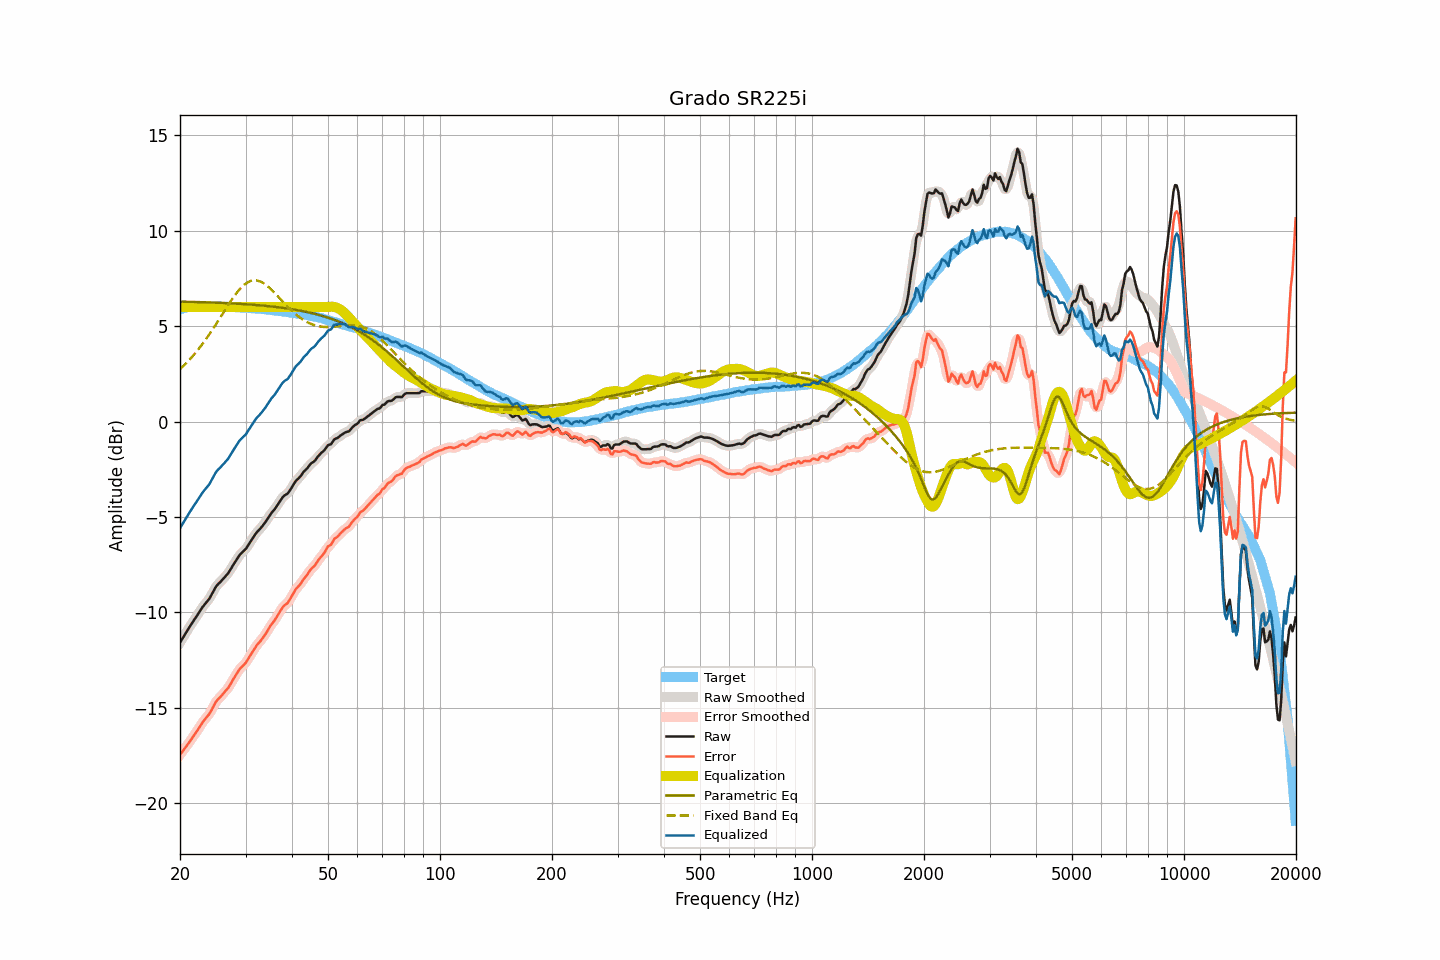 Grado SR225i
15
10
5
0
−5
−10
−15
−20
Amplitude (dBr)
Target
Raw Smoothed
Error Smoothed
Raw
Error
Equalization
Parametric Eq
Fixed Band Eq
Equalized
20 50 100 200 500 1000 2000 5000 10000 20000
Frequency (Hz)